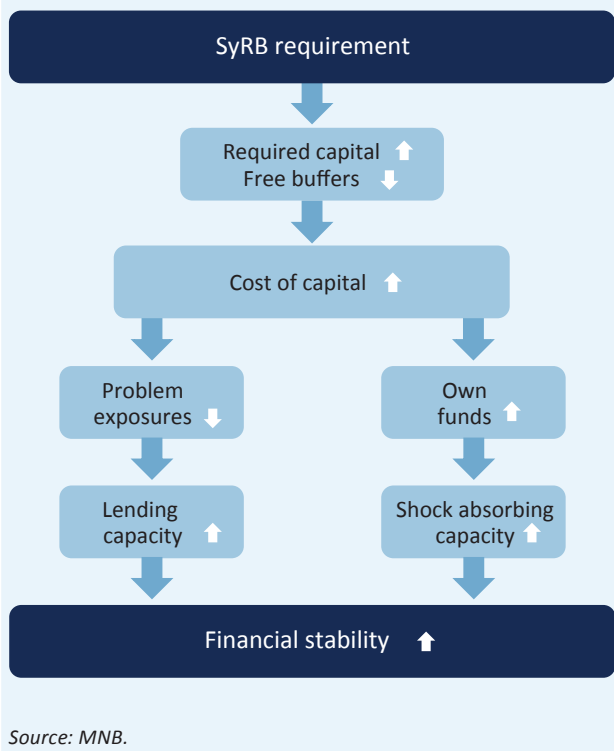 SyRB requirement
Required capital
Free buffers
Cost of capital
Problem
exposures
Own
funds
Lending
capacity
Shock absorbing
capacity
Financial stability
Source: MNB.